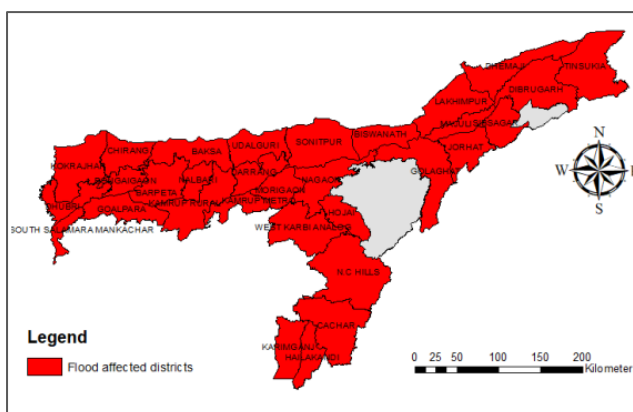 DHEMAJI
TINSUKIA
DIBRUGARH
LAKHIMPUR
MAJULI
SIBSAGAR
BISWANATH
SONITPUR
UDALGURI
BAKSA
CHIRANG
KOKRAJHAR
JORHAT
GOLAGHAT
NAGAON
DARRANG
NALBARI
BONGAIGAON
BARPETA
MORIGAON
KAMRUP METRO
KAMRUP RURAL
GOALPARA
DHUBRI
HOJAI
SOUTH SALAMARA MANKACHAR
WEST KARBI ANALOG
N.C HILLS
CACHAR
KARIMGANJ
HAILAKANDI
N
W
E
S
Legend
Flood affected districts
0 25 50 100 150 200
Kilometer